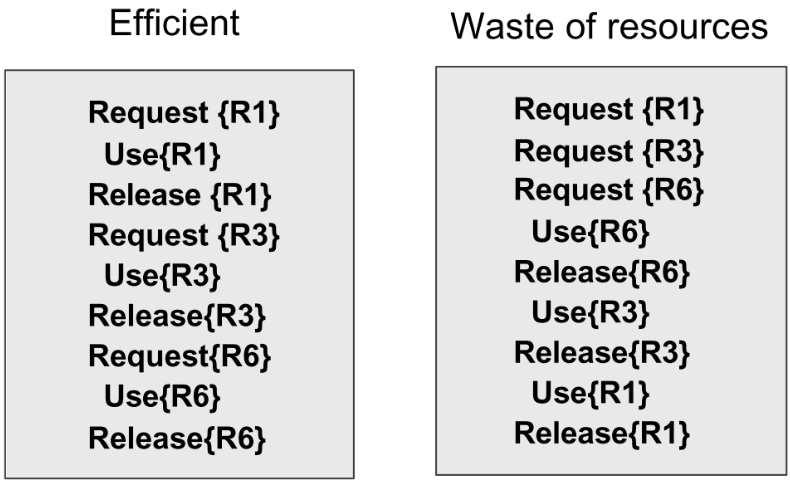 Efficient
Request {R1}
Use{R1}
Release {R1}
Request {R3}
Use{R3}
Release{R3}
Request{R6}
Use{R6}
Release{R6}
Waste of resources
Request {R1}
Request {R3}
Request {R6}
Use{R6}
Release{R6}
Use{R3}
Release{R3}
Use{R1}
Release{R1}